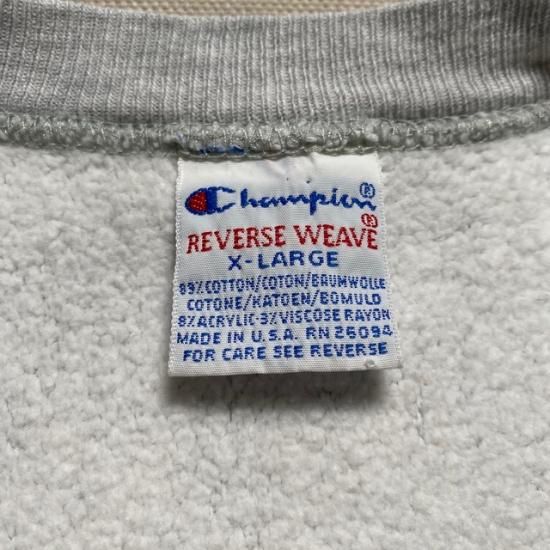 Champion®
REVERSE WEAVE®
X-LARGE
89% COTTON/COTON/BAUMWOLLE
COTONE/KATOEN/BOMULD
8% ACRYLIC-3% VISCOSE RAYON
MADE IN U.S.A. RN 26094
FOR CARE SEE REVERSE